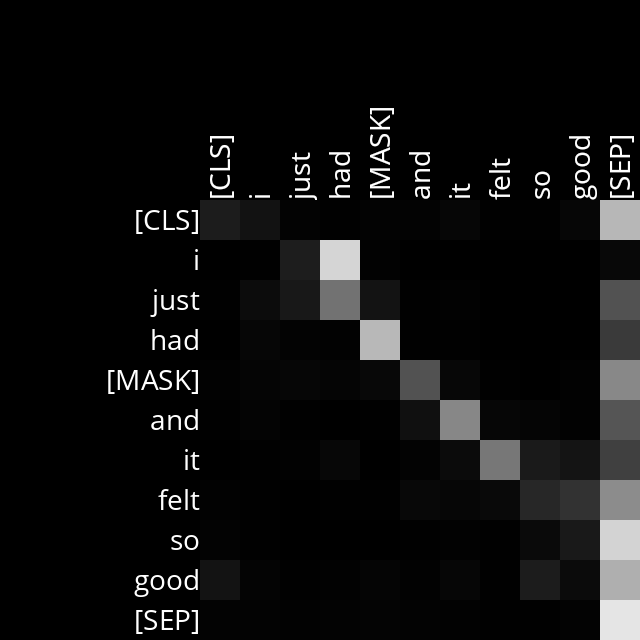 [CLS] i just had [MASK] and it felt so good [SEP]
[CLS]
i
just
had
[MASK]
and
it
felt
so
good
[SEP]